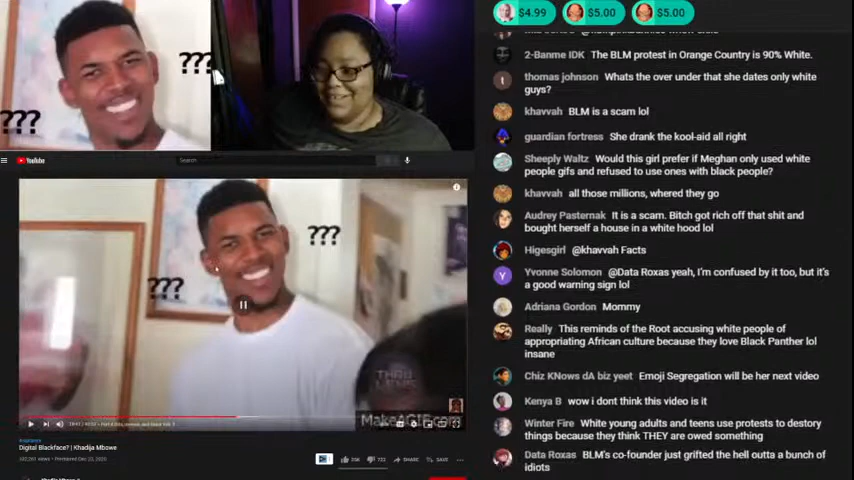 $4.99 $5.00 $5.00
2-Banme IDK The BLM protest in Orange Country is 90% White.
thomas johnson Whats the over under that she dates only white
guys?
khavvah BLM is a scam lol
guardian fortress She drank the kool-aid all right
Sheeply Waltz Would this girl prefer if Meghan only used white
people gifs and refused to use ones with black people?
khavvah all those millions, whered they go
Audrey Pasternak It is a scam. Bitch got rich off that shit and
bought herself a house in a white hood lol
Higesgirl @khavvah Facts
Y Yvonne Solomon @Data Roxas yeah, I'm confused by it too, but it's
a good warning sign lol
Adriana Gordon Mommy
Really This reminds of the Root accusing white people of
appropriating African culture because they love Black Panther lol
insane
Chiz KNows dA biz yeet Emoji Segregation will be her next video
Kenya B wow i dont think this video is it
Winter Fire White young adults and teens use protests to destory
things because they think THEY are owed something
Data Roxas BLM's co-founder just grifted the hell outta a bunch of
idiots
???
???
YouTube
Search
???
???
MakeAGIF.com
Digital Blackface? | Khadija Mbowe
SHARE SAVE